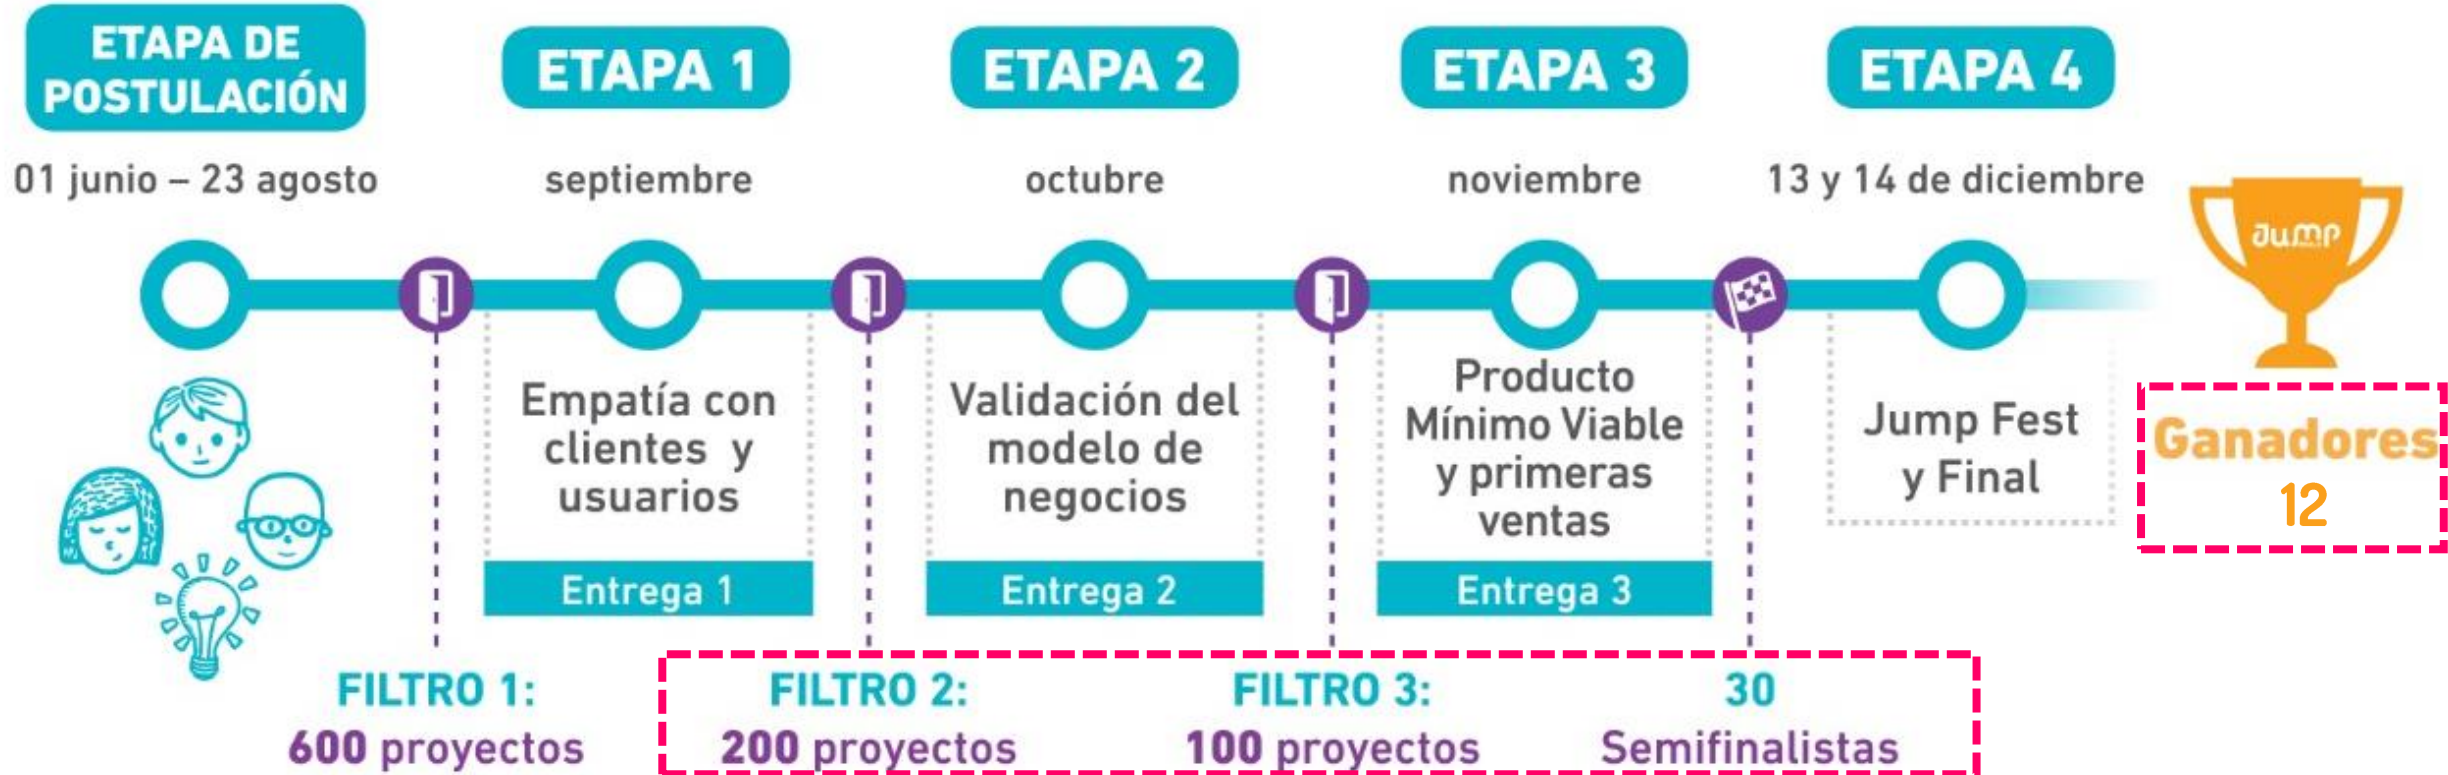 ETAPA DE
POSTULACIÓN
ETAPA 1
ETAPA 2
ETAPA 3
ETAPA 4
01 junio – 23 agosto
septiembre
octubre
noviembre
13 y 14 de diciembre
Jump
Empatía con
clientes y
usuarios
Entrega 1
Validación del
modelo de
negocios
Entrega 2
Producto
Mínimo Viable
y primeras
ventas
Entrega 3
Jump Fest
y Final
Ganadores
12
FILTRO 1:
600 proyectos
FILTRO 2:
200 proyectos
FILTRO 3:
100 proyectos
30
Semifinalistas